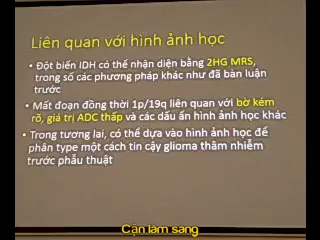 Liên quan với hình ảnh học
• Đột biến IDH có thể nhận diện bằng 2HG MRS,
trong số các phương pháp khác như đã bàn luận
trước
• Mất đoạn đồng thời 1p/19q liên quan với bờ kém
rõ, giá trị ADC thấp và các dấu ấn hình ảnh học khác
• Trong tương lai, có thể dựa vào hình ảnh học để
phân type một cách tin cậy glioma thâm nhiễm
trước phẫu thuật
Cận lâm sàng